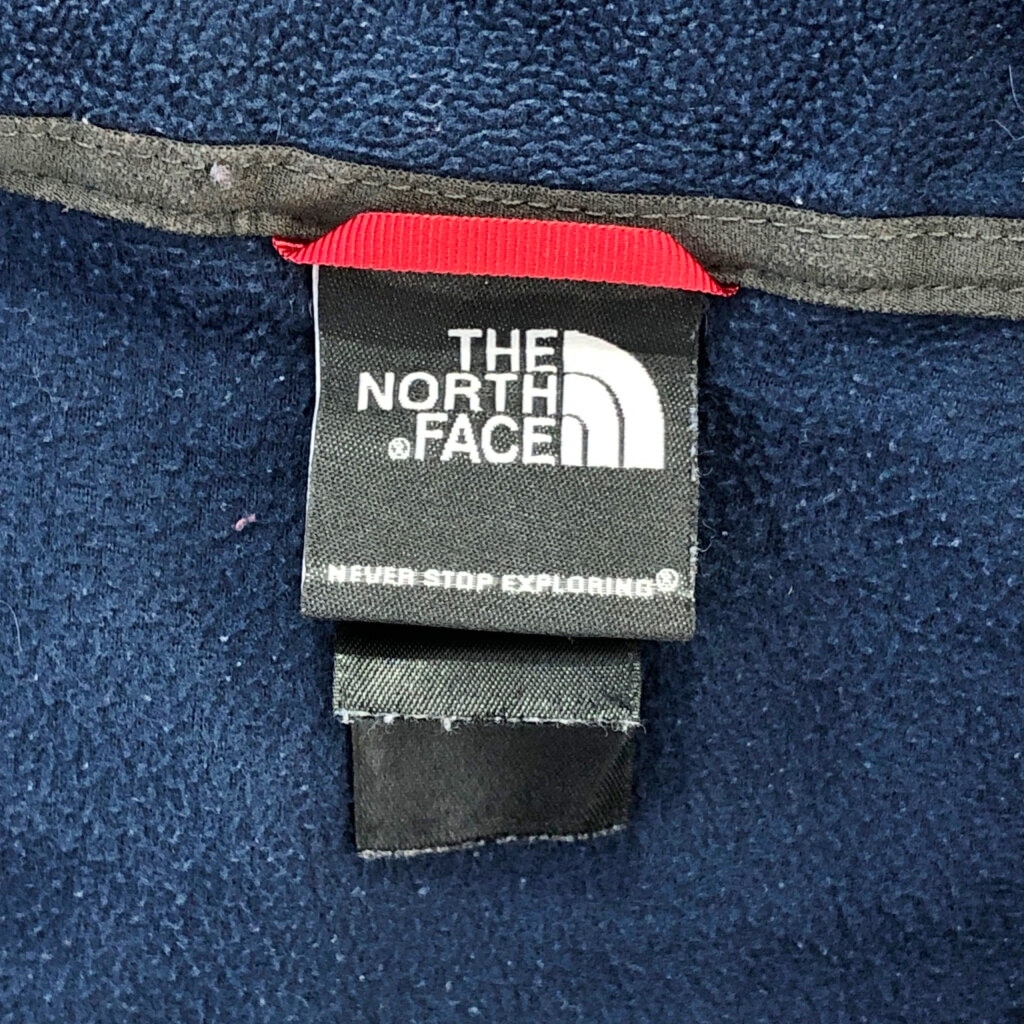 THE
NORTH
®FACE
NEVER STOP EXPLORING®